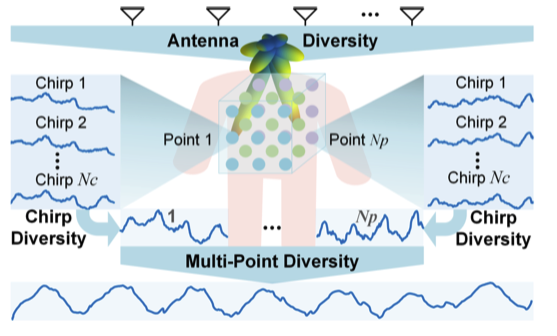 ...
Antenna Diversity
Chirp 1
Chirp 2
Chirp Nc
Chirp
Diversity
Point 1
Point Np
Chirp 1
Chirp 2
Chirp Nc
Chirp
Diversity
1
...
Np
Multi-Point Diversity